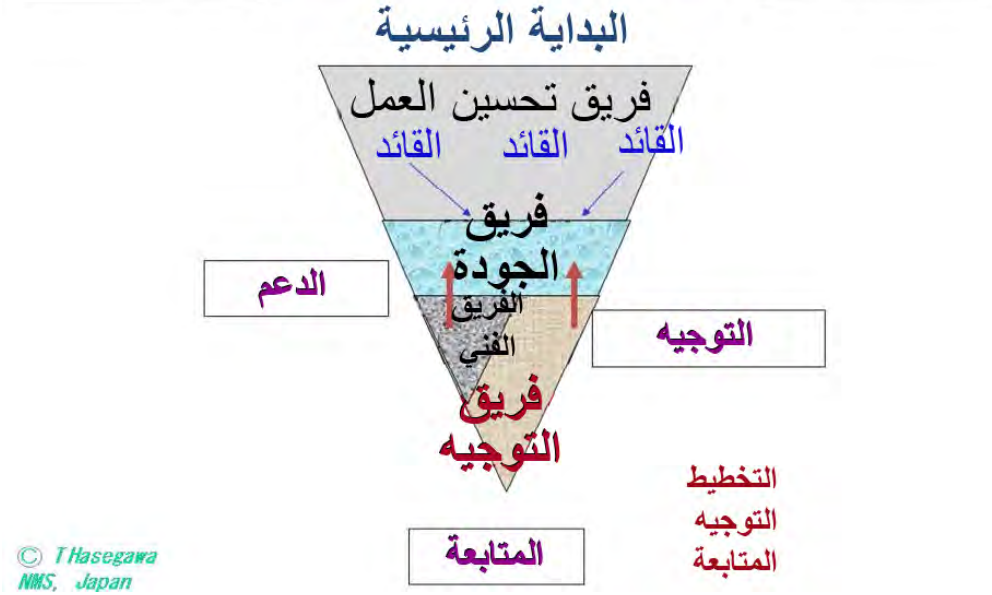 البداية الرئيسية
فريق تحسين العمل
القائد القائد القائد
فريق
الجودة
الدعم
الفريق
الفني
التوجيه
فريق
التوجيه
التخطيط
التوجيه
المتابعة
المتابعة
© T Hasegawa
NMS, Japan